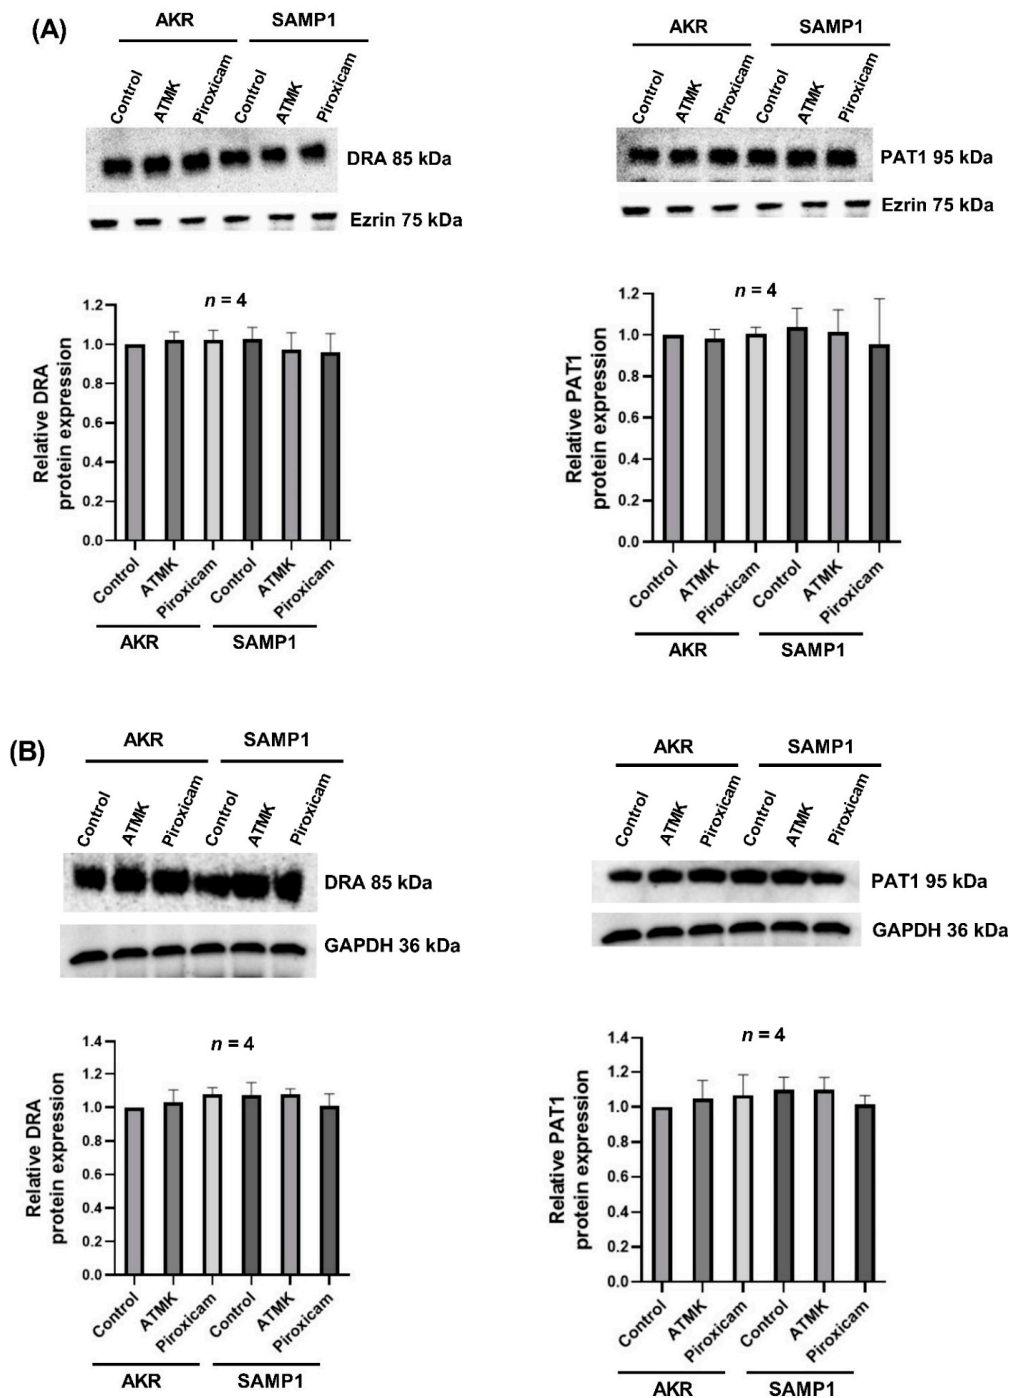 (A)
AKR SAMP1
Control ATMK Piroxicam Control ATMK Piroxicam
DRA 85 kDa
Ezrin 75 kDa
AKR SAMP1
Control ATMK Piroxicam Control ATMK Piroxicam
PAT1 95 kDa
Ezrin 75 kDa
n = 4
Relative DRA
protein expression
1.2
1.0
0.8
0.6
0.4
0.2
0.0
Control ATMK Piroxicam Control ATMK Piroxicam
AKR SAMP1
n = 4
Relative PAT1
protein expression
1.2
1.0
0.8
0.6
0.4
0.2
0.0
Control ATMK Piroxicam Control ATMK Piroxicam
AKR SAMP1
(B)
AKR SAMP1
Control ATMK Piroxicam Control ATMK Piroxicam
DRA 85 kDa
GAPDH 36 kDa
AKR SAMP1
Control ATMK Piroxicam Control ATMK Piroxicam
PAT1 95 kDa
GAPDH 36 kDa
n = 4
Relative DRA
protein expression
1.4
1.2
1.0
0.8
0.6
0.4
0.2
0.0
Control ATMK Piroxicam Control ATMK Piroxicam
AKR SAMP1
n = 4
Relative PAT1
protein expression
1.4
1.2
1.0
0.8
0.6
0.4
0.2
0.0
Control ATMK Piroxicam Control ATMK Piroxicam
AKR SAMP1